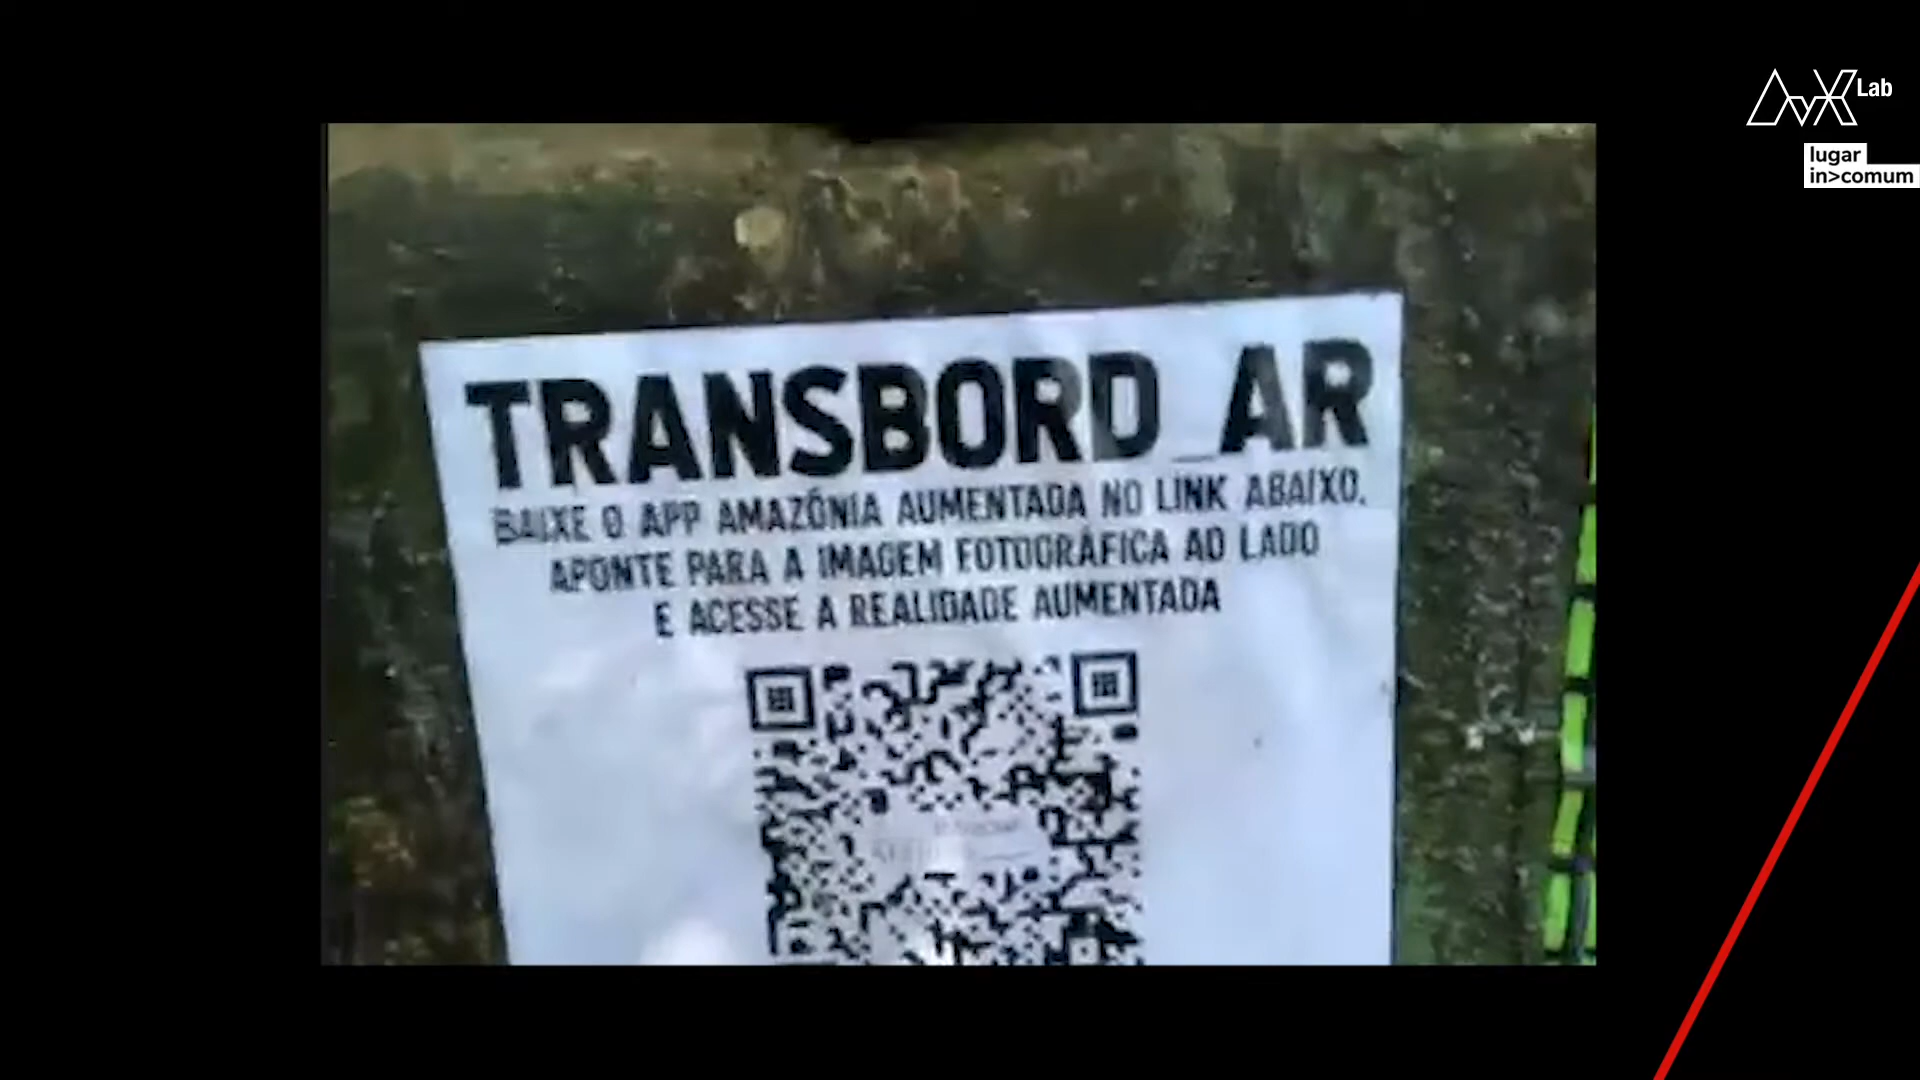 Lab
lugar
in>comum
TRANSBORD_AR
BAIXE O APP AMAZÔNIA AUMENTADA NO LINK ABAIXO.
APONTE PARA A IMAGEM FOTOGRÁFICA AO LADO
E ACESSE A REALIDADE AUMENTADA